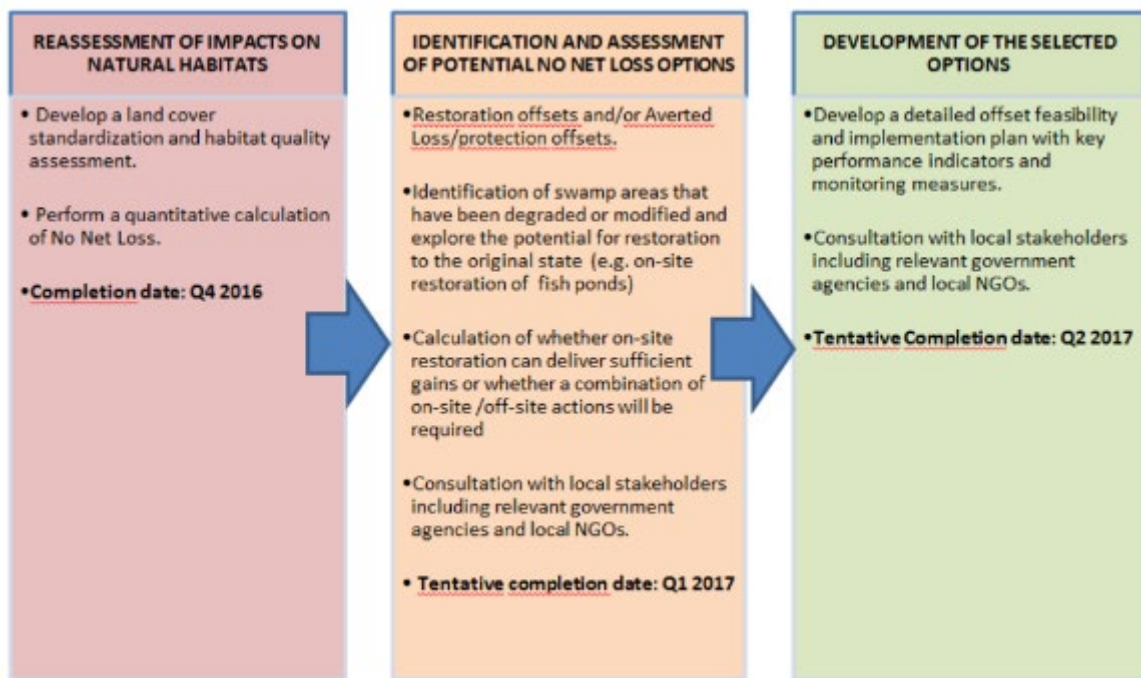 REASSESSMENT OF IMPACTS ON
NATURAL HABITATS
• Develop a land cover
standardization and habitat quality
assessment.
• Perform a quantitative calculation
of No Net Loss.
•Completion date: Q4 2016
IDENTIFICATION AND ASSESSMENT
OF POTENTIAL NO NET LOSS OPTIONS
•Restoration offsets and/or Averted
Loss/protection offsets.
•Identification of swamp areas that
have been degraded or modified and
explore the potential for restoration
to the original state (e.g. on-site
restoration of fish ponds)
•Calculation of whether on-site
restoration can deliver sufficient
gains or whether a combination of
on-site /off-site actions will be
required
•Consultation with local stakeholders
including relevant government
agencies and local NGOs.
• Tentative completion date: Q1 2017
DEVELOPMENT OF THE SELECTED
OPTIONS
•Develop a detailed offset feasibility
and implementation plan with key
performance indicators and
monitoring measures.
•Consultation with local stakeholders
including relevant government
agencies and local NGOs.
•Tentative Completion date: Q2 2017